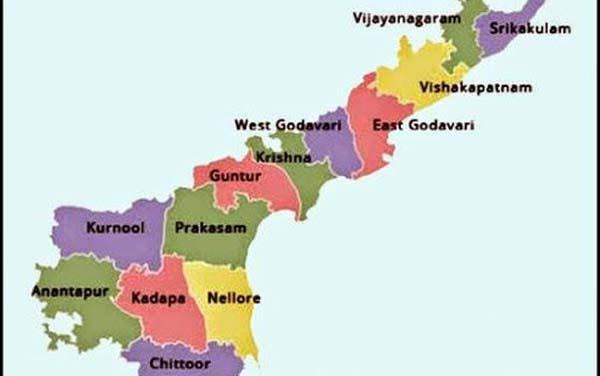 Vijayanagaram
Srikakulam
Vishakapatnam
West Godavari
East Godavari
Krishna
Guntur
Kurnool
Prakasam
Anantapur
Kadapa
Nellore
Chittoor